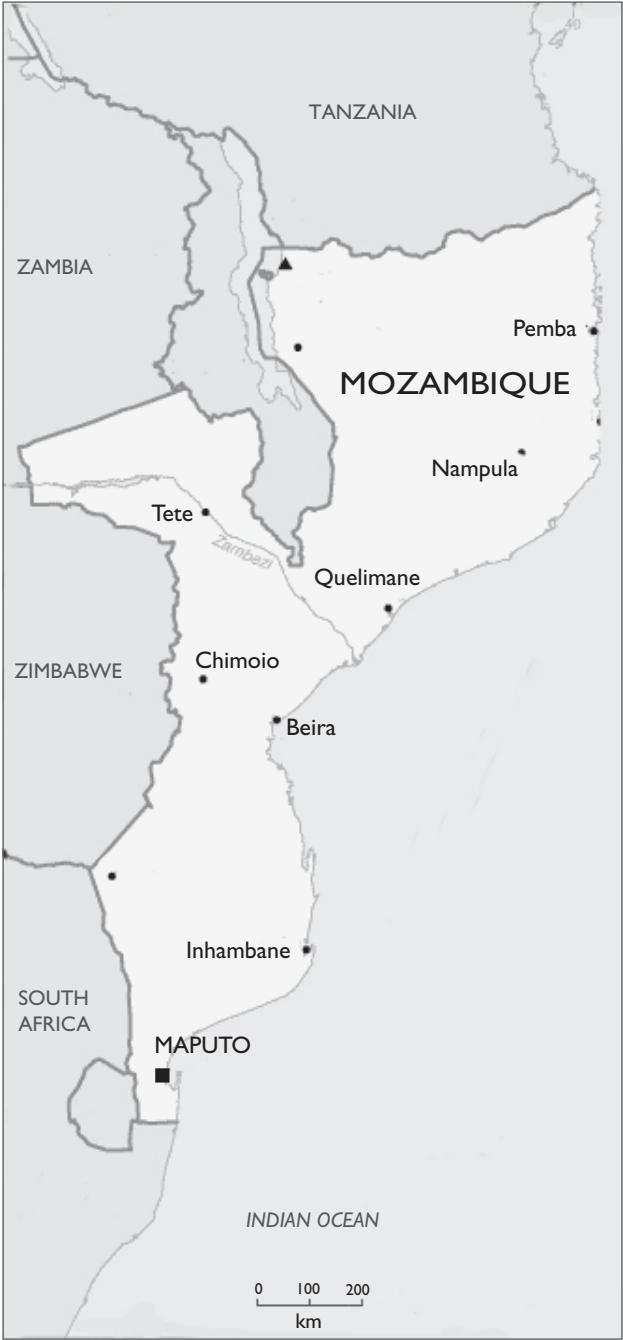 40
TANZANIA
ZAMBIA
Pemba
MOZAMBIQUE
Nampula
Tete
Zambezi
Quelimane
Chimoio
ZIMBABWE
Beira
Inhambane
SOUTH
AFRICA
MAPUTO
INDIAN OCEAN
0 100 200
km